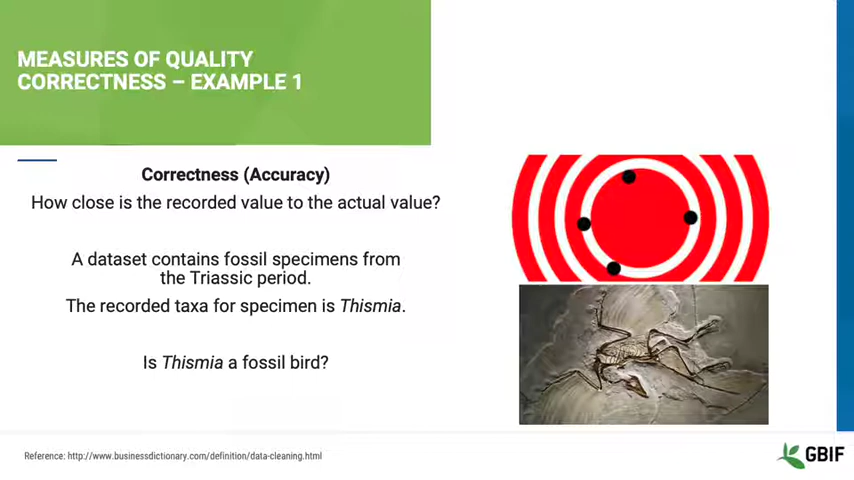 MEASURES OF QUALITY
CORRECTNESS – EXAMPLE 1
Correctness (Accuracy)
How close is the recorded value to the actual value?
A dataset contains fossil specimens from
the Triassic period.
The recorded taxa for specimen is Thismia.
Is Thismia a fossil bird?
Reference: http://www.businessdictionary.com/definition/data-cleaning.html
GBIF